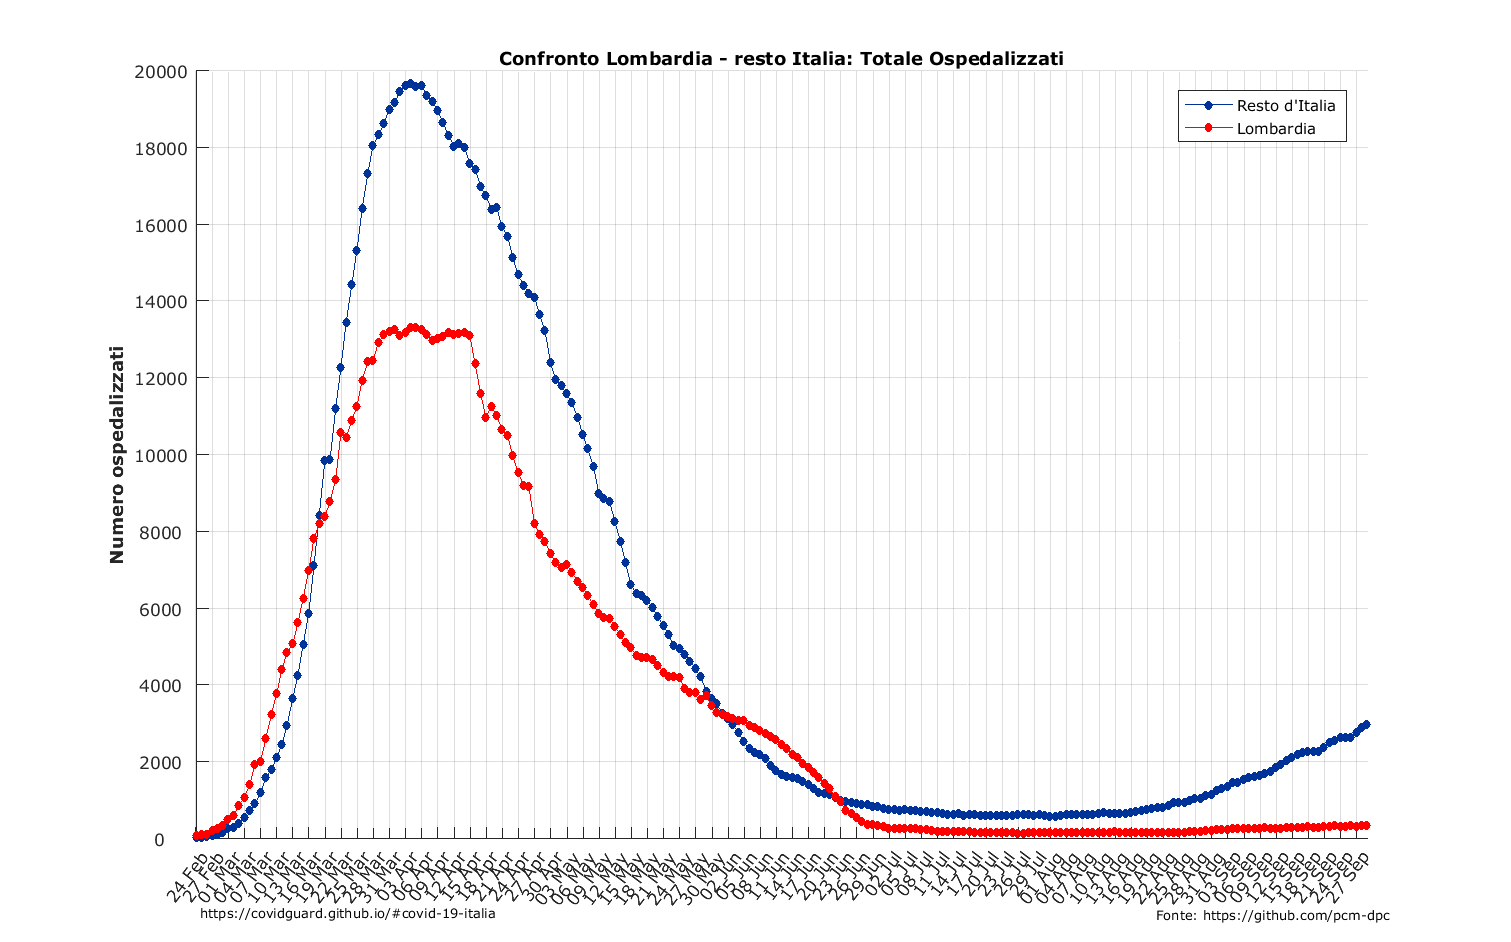 Confronto Lombardia - resto Italia: Totale Ospedalizzati
Resto d'Italia
Lombardia
Numero ospedalizzati
20000
18000
16000
14000
12000
10000
8000
6000
4000
2000
0
24 Feb
27 Feb
01 Mar
04 Mar
07 Mar
10 Mar
13 Mar
16 Mar
19 Mar
22 Mar
25 Mar
28 Mar
31 Mar
03 Apr
06 Apr
09 Apr
12 Apr
15 Apr
18 Apr
21 Apr
24 Apr
27 Apr
30 Apr
03 May
06 May
09 May
12 May
15 May
18 May
21 May
24 May
27 May
30 May
02 Jun
05 Jun
08 Jun
11 Jun
14 Jun
17 Jun
20 Jun
23 Jun
26 Jun
29 Jun
02 Jul
05 Jul
08 Jul
11 Jul
14 Jul
17 Jul
20 Jul
23 Jul
26 Jul
29 Jul
01 Aug
04 Aug
07 Aug
10 Aug
13 Aug
16 Aug
19 Aug
22 Aug
25 Aug
28 Aug
31 Aug
03 Sep
06 Sep
09 Sep
12 Sep
15 Sep
18 Sep
21 Sep
24 Sep
27 Sep
https://covidguard.github.io/#covid-19-italia
Fonte: https://github.com/pcm-dpc